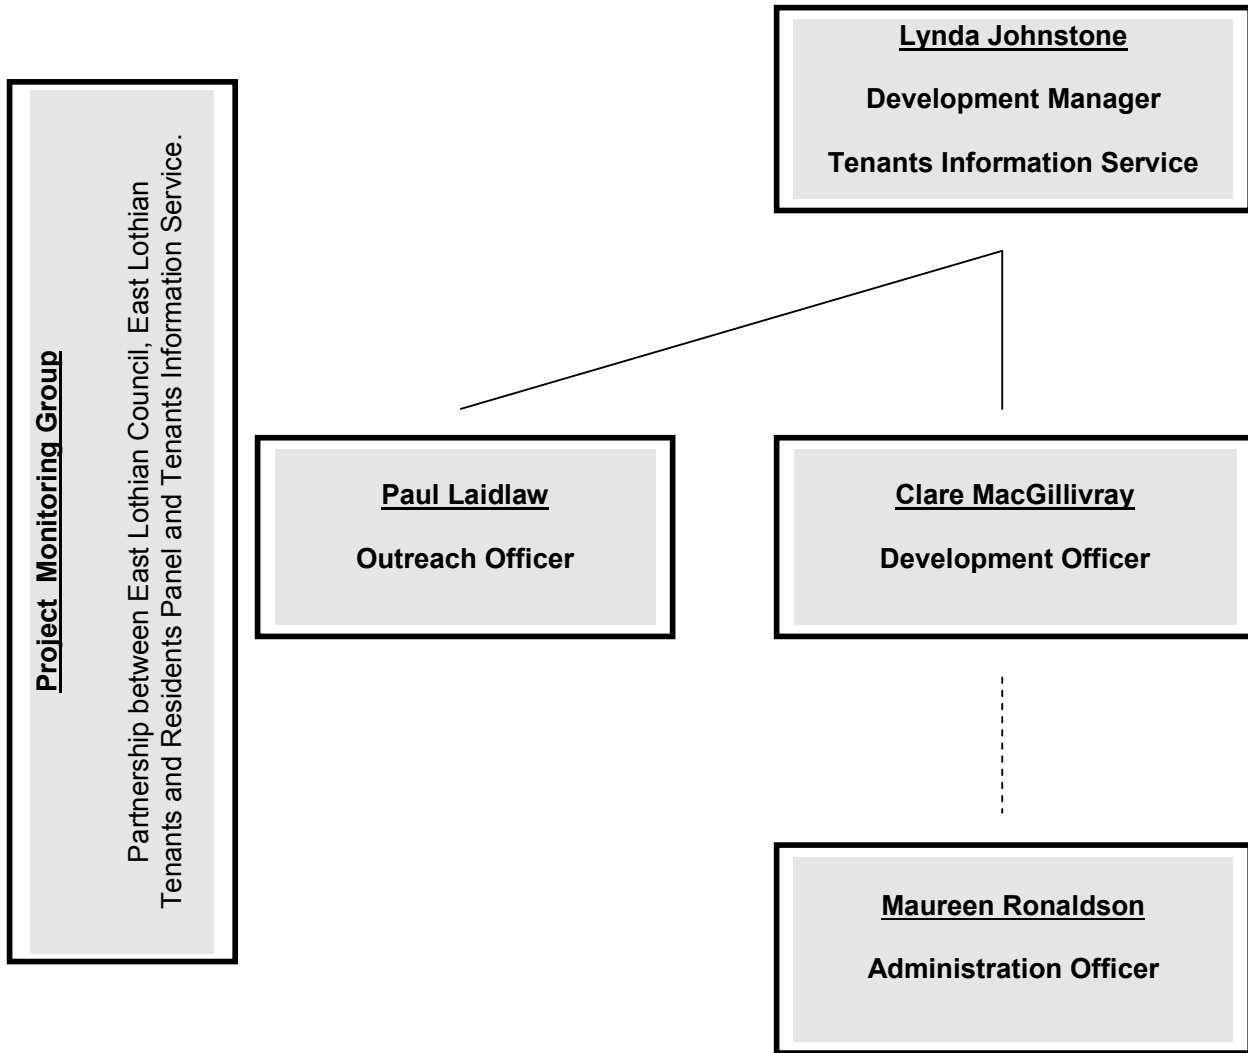 Lynda Johnstone
Development Manager
Tenants Information Service
Project Monitoring Group
Partnership between East Lothian Council, East Lothian
Tenants and Residents Panel and Tenants Information Service.
Paul Laidlaw
Outreach Officer
Clare MacGillivray
Development Officer
Maureen Ronaldson
Administration Officer